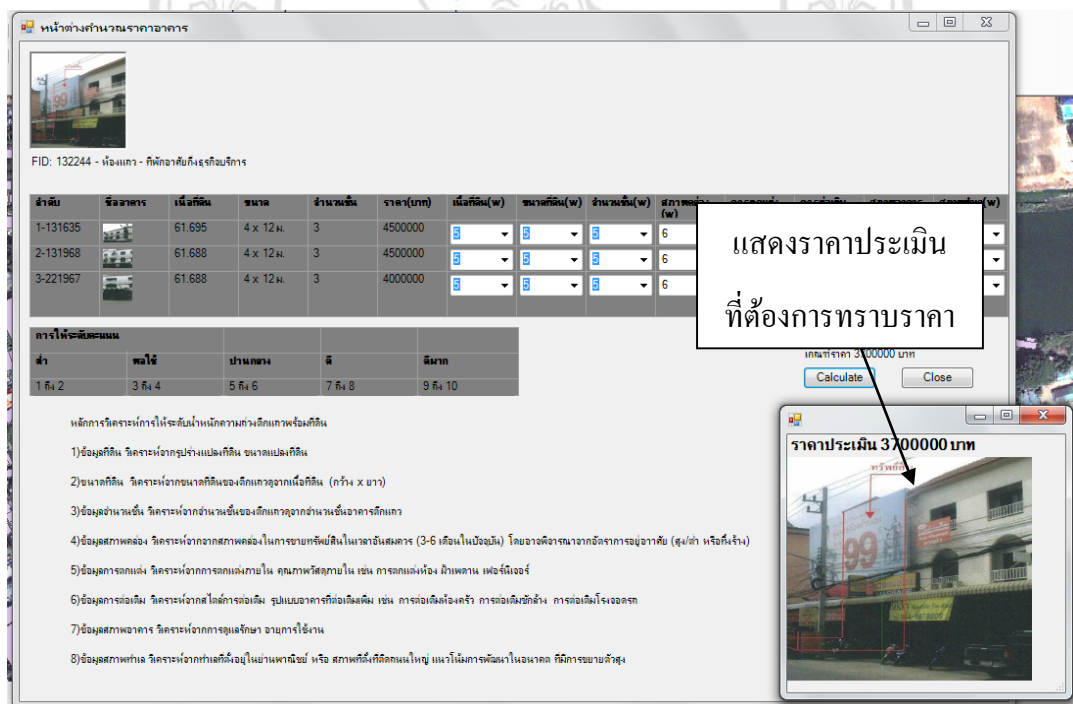 หน้าต่างคำนวณราคาอาคาร
FID: 132244 - ห้องแถว - ที่พักอาศัยกึ่งธุรกิจบริการ
ลำดับ ชื่ออาคาร เนื้อที่ดิน ขนาด จำนวนชั้น ราคา(บาท) เนื้อที่ดิน(w) ขนาดที่ดิน(w) จำนวนชั้น(w)
1-131635 61.695 4 x 12 ม. 3 4500000 5 5 5 6
2-131968 61.688 4 x 12 ม. 3 4500000 5 5 5 6
3-221967 61.688 4 x 12 ม. 3 4000000 5 5 5 6
แสดงราคาประเมิน
ที่ต้องการทราบราคา
การให้ระดับคะแนน
ต่ำ พอใช้ ปานกลาง ดี ดีมาก
1 ถึง 2 3 ถึง 4 5 ถึง 6 7 ถึง 8 9 ถึง 10
เกณฑ์ราคา 3700000 บาท
Calculate Close
หลักการวิเคราะห์การให้ระดับน้ำหนักความห่างตึกแถวพร้อมที่ดิน
1)ข้อมูลที่ดิน วิเคราะห์จากรูปร่างแปลงที่ดิน ขนาดแปลงที่ดิน
2)ขนาดที่ดิน วิเคราะห์จากขนาดที่ดินของตึกแถวดูจากเนื้อที่ดิน (กว้าง x ยาว)
3)ข้อมูลจำนวนชั้น วิเคราะห์จากจำนวนชั้นของตึกแถวดูจากจำนวนชั้นอาคารตึกแถว
4)ข้อมูลสภาพคล่อง วิเคราะห์จากจากสภาพคล่องในการขายทรัพย์สินในเวลาอันสมควร (3-6 เดือนในปัจจุบัน) โดยอาจพิจารณาจากอัตราการอยู่อาาศัย (สูง/ต่ำ หรือทิ้งร้าง)
5)ข้อมูลการตกแต่ง วิเคราะห์จากการตกแต่งภายใน คุณภาพวัสดุภายใน เช่น การตกแต่งห้อง ฝ้าเพดาน เฟอร์นิเจอร์
6)ข้อมูลการต่อเติม วิเคราะห์จากสไตล์การต่อเติม รูปแบบอาคารที่ต่อเติมเพิ่ม เช่น การต่อเติมห้องครัว การต่อเติมซักล้าง การต่อเติมโรงจอดรถ
7)ข้อมูลสภาพอาคาร วิเคราะห์จากการดูแลรักษา อายุการใช้งาน
8)ข้อมูลสภาพทำเล วิเคราะห์จากทำเลที่ตั้งอยู่ในย่านพาณิชย์ หรือ สภาพที่ตั้งที่ติดถนนใหญ่ แนวโน้มการพัฒนาในอนาคต ที่มีการขยายตัวสูง
ราคาประเมิน 3700000 บาท
99